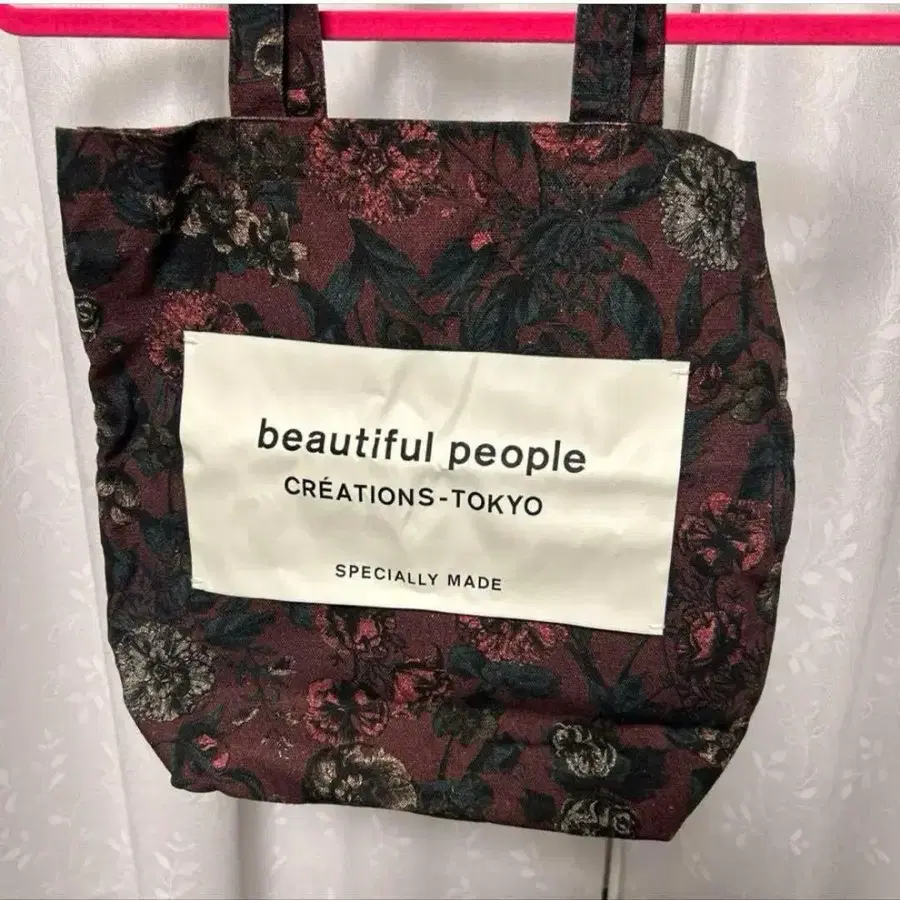 beautiful people
CRÉATIONS-TOKYO
SPECIALLY MADE